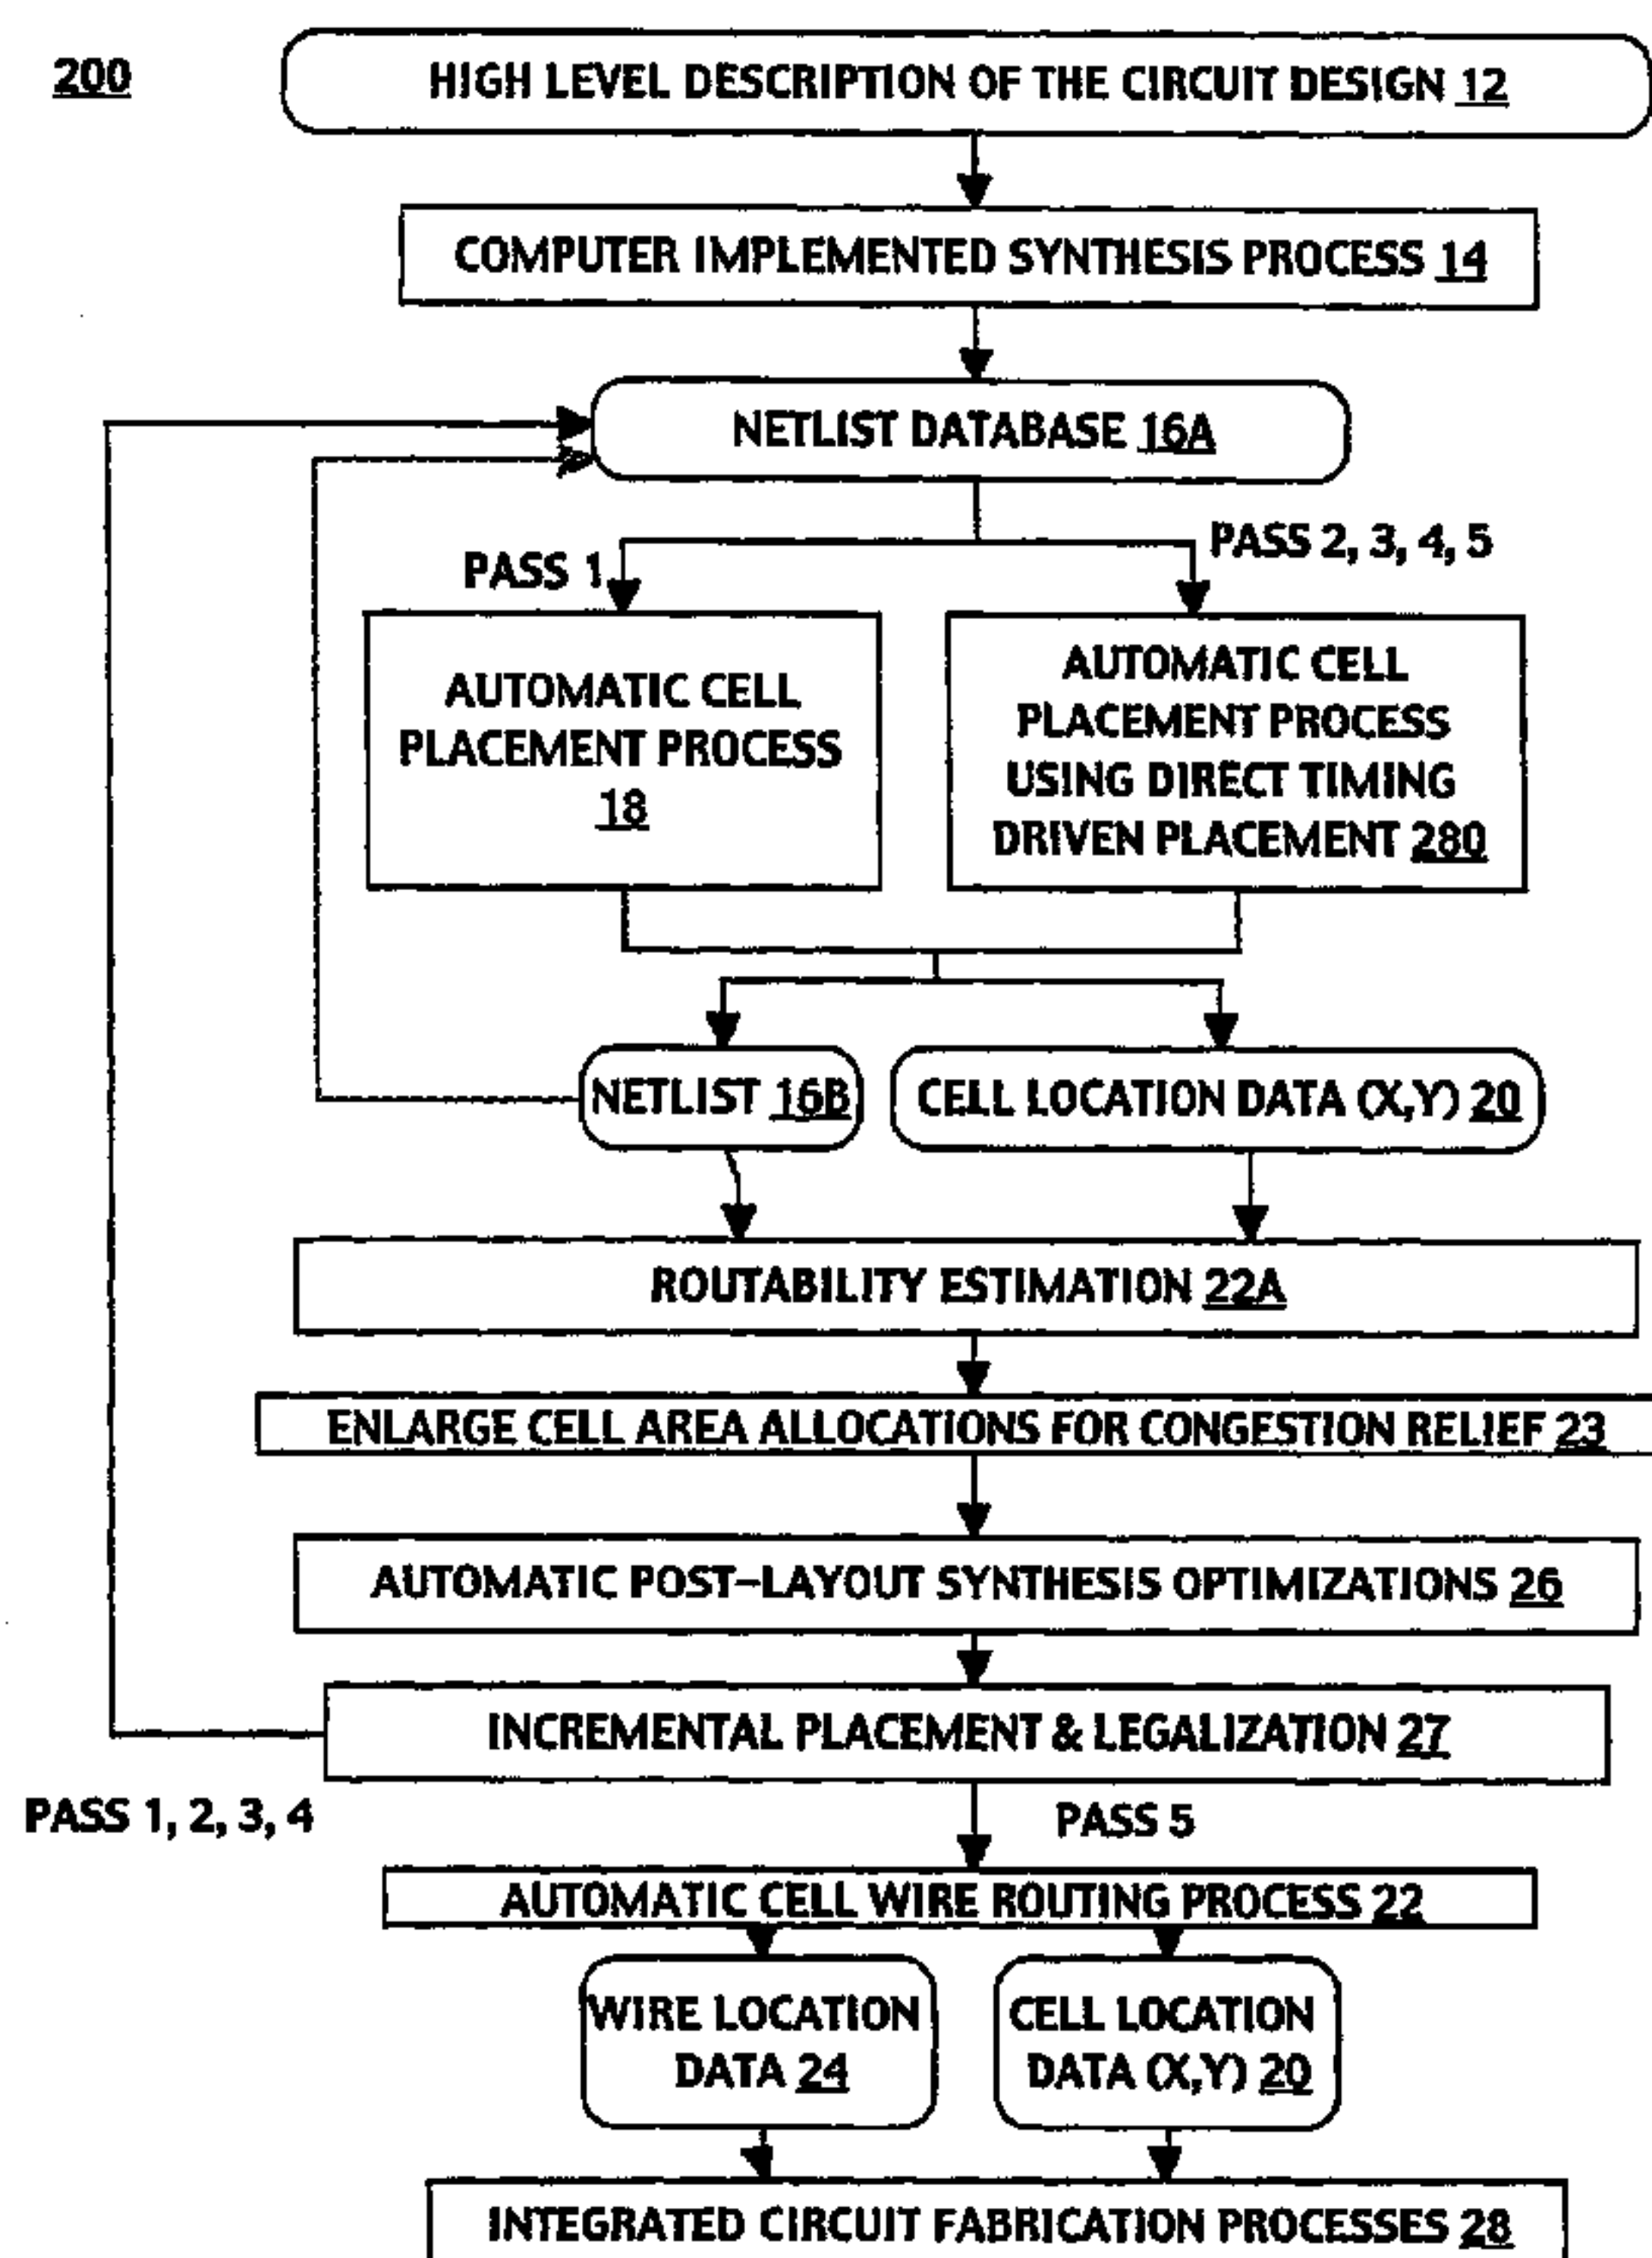 200
HIGH LEVEL DESCRIPTION OF THE CIRCUIT DESIGN 12
COMPUTER IMPLEMENTED SYNTHESIS PROCESS 14
NETLIST DATABASE 16A
PASS 1
PASS 2, 3, 4, 5
AUTOMATIC CELL
PLACEMENT PROCESS
18
AUTOMATIC CELL
PLACEMENT PROCESS
USING DIRECT TIMING
DRIVEN PLACEMENT 280
NETLIST 16B
CELL LOCATION DATA (X,Y) 20
ROUTABILITY ESTIMATION 22A
ENLARGE CELL AREA ALLOCATIONS FOR CONGESTION RELIEF 23
AUTOMATIC POST-LAYOUT SYNTHESIS OPTIMIZATIONS 26
INCREMENTAL PLACEMENT & LEGALIZATION 27
PASS 1, 2, 3, 4
PASS 5
AUTOMATIC CELL WIRE ROUTING PROCESS 22
WIRE LOCATION
DATA 24
CELL LOCATION
DATA (X,Y) 20
INTEGRATED CIRCUIT FABRICATION PROCESSES 28